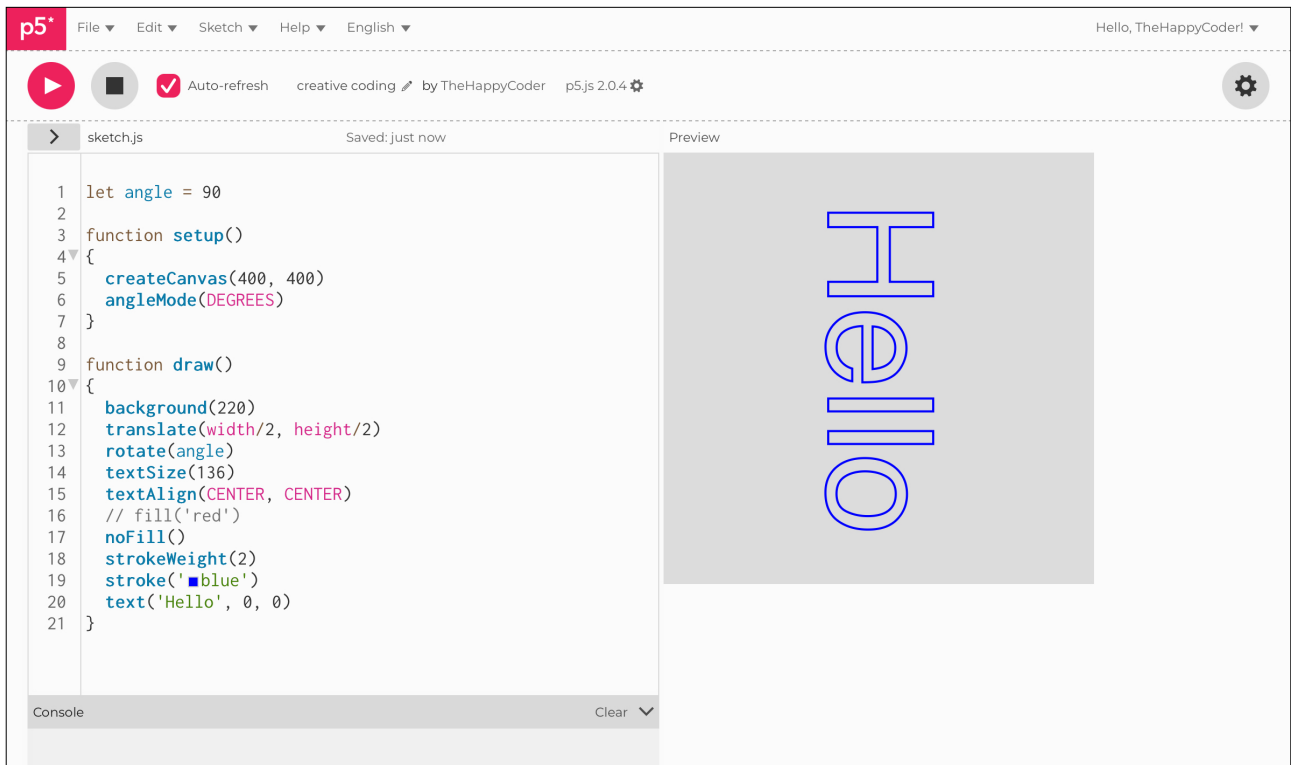 p5* File Edit Sketch Help English Hello, TheHappyCoder!
Auto-refresh creative coding by TheHappyCoder p5.js 2.0.4
sketch.js Saved: just now Preview
1 let angle = 90
2
3 function setup()
4 {
5   createCanvas(400, 400)
6   angleMode(DEGREES)
7 }
8
9 function draw()
10 {
11   background(220)
12   translate(width/2, height/2)
13   rotate(angle)
14   textSize(136)
15   textAlign(CENTER, CENTER)
16   // fill('red')
17   noFill()
18   strokeWeight(2)
19   stroke('blue')
20   text('Hello', 0, 0)
21 }
Hello
Console Clear